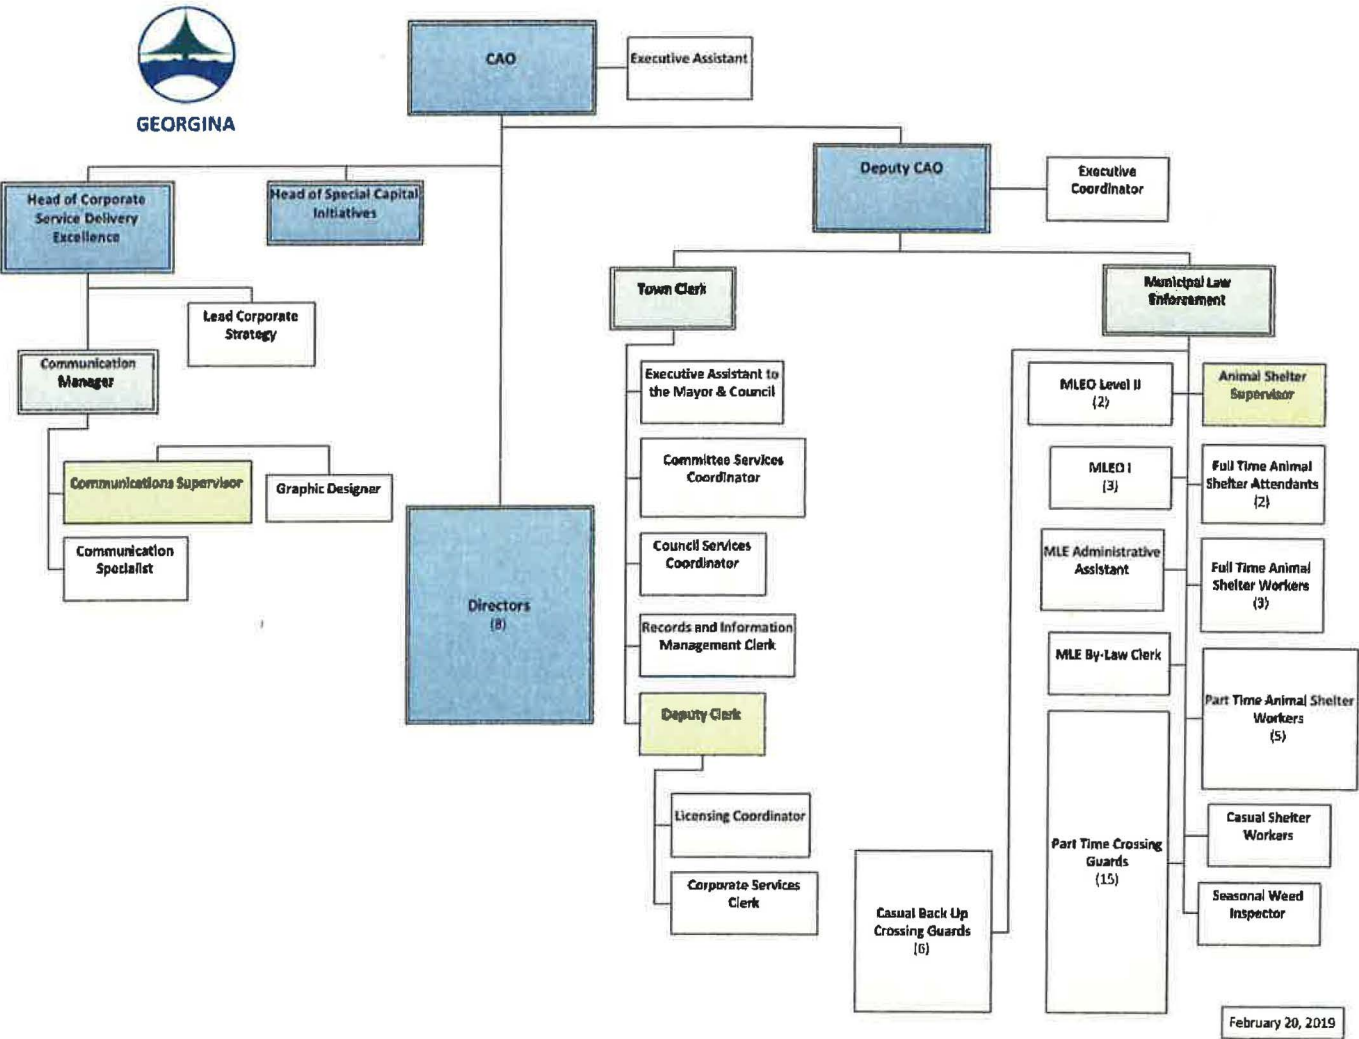 GEORGINA
CAO
Executive Assistant
Deputy CAO
Executive
Coordinator
Head of Corporate
Service Delivery
Excellence
Head of Special Capital
Initiatives
Lead Corporate
Strategy
Communication
Manager
Communications Supervisor
Graphic Designer
Communication
Specialist
Directors
(8)
Town Clerk
Executive Assistant to
the Mayor & Council
Committee Services
Coordinator
Council Services
Coordinator
Records and Information
Management Clerk
Deputy Clerk
Licensing Coordinator
Corporate Services
Clerk
Municipal Law
Enforcement
MLEO Level II
(2)
Animal Shelter
Supervisor
MLEO I
(3)
Full Time Animal
Shelter Attendants
(2)
MLE Administrative
Assistant
Full Time Animal
Shelter Workers
(3)
MLE By-Law Clerk
Part Time Animal Shelter
Workers
(5)
Part Time Crossing
Guards
(15)
Casual Shelter
Workers
Seasonal Weed
Inspector
Casual Back Up
Crossing Guards
(6)
February 20, 2019